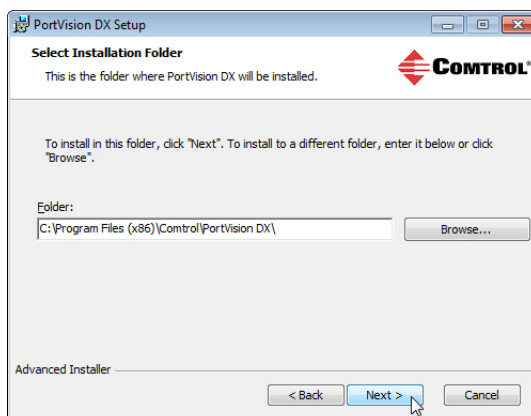 PortVision DX Setup
Select Installation Folder
This is the folder where PortVision DX will be installed.
COMTROL®
To install in this folder, click "Next". To install to a different folder, enter it below or click
"Browse".
Folder:
C:\Program Files (x86)\Comtrol\PortVision DX\
Browse...
Advanced Installer
< Back
Next >
Cancel